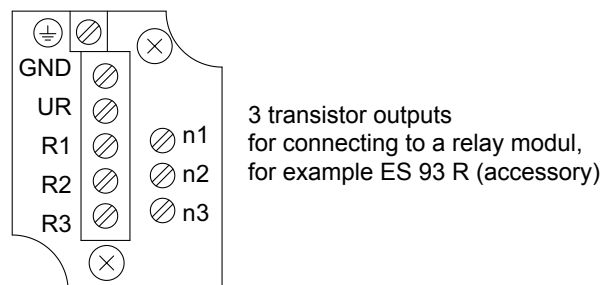 GND
UR
R1
R2
R3
n1
n2
n3
3 transistor outputs
for connecting to a relay modul,
for example ES 93 R (accessory)